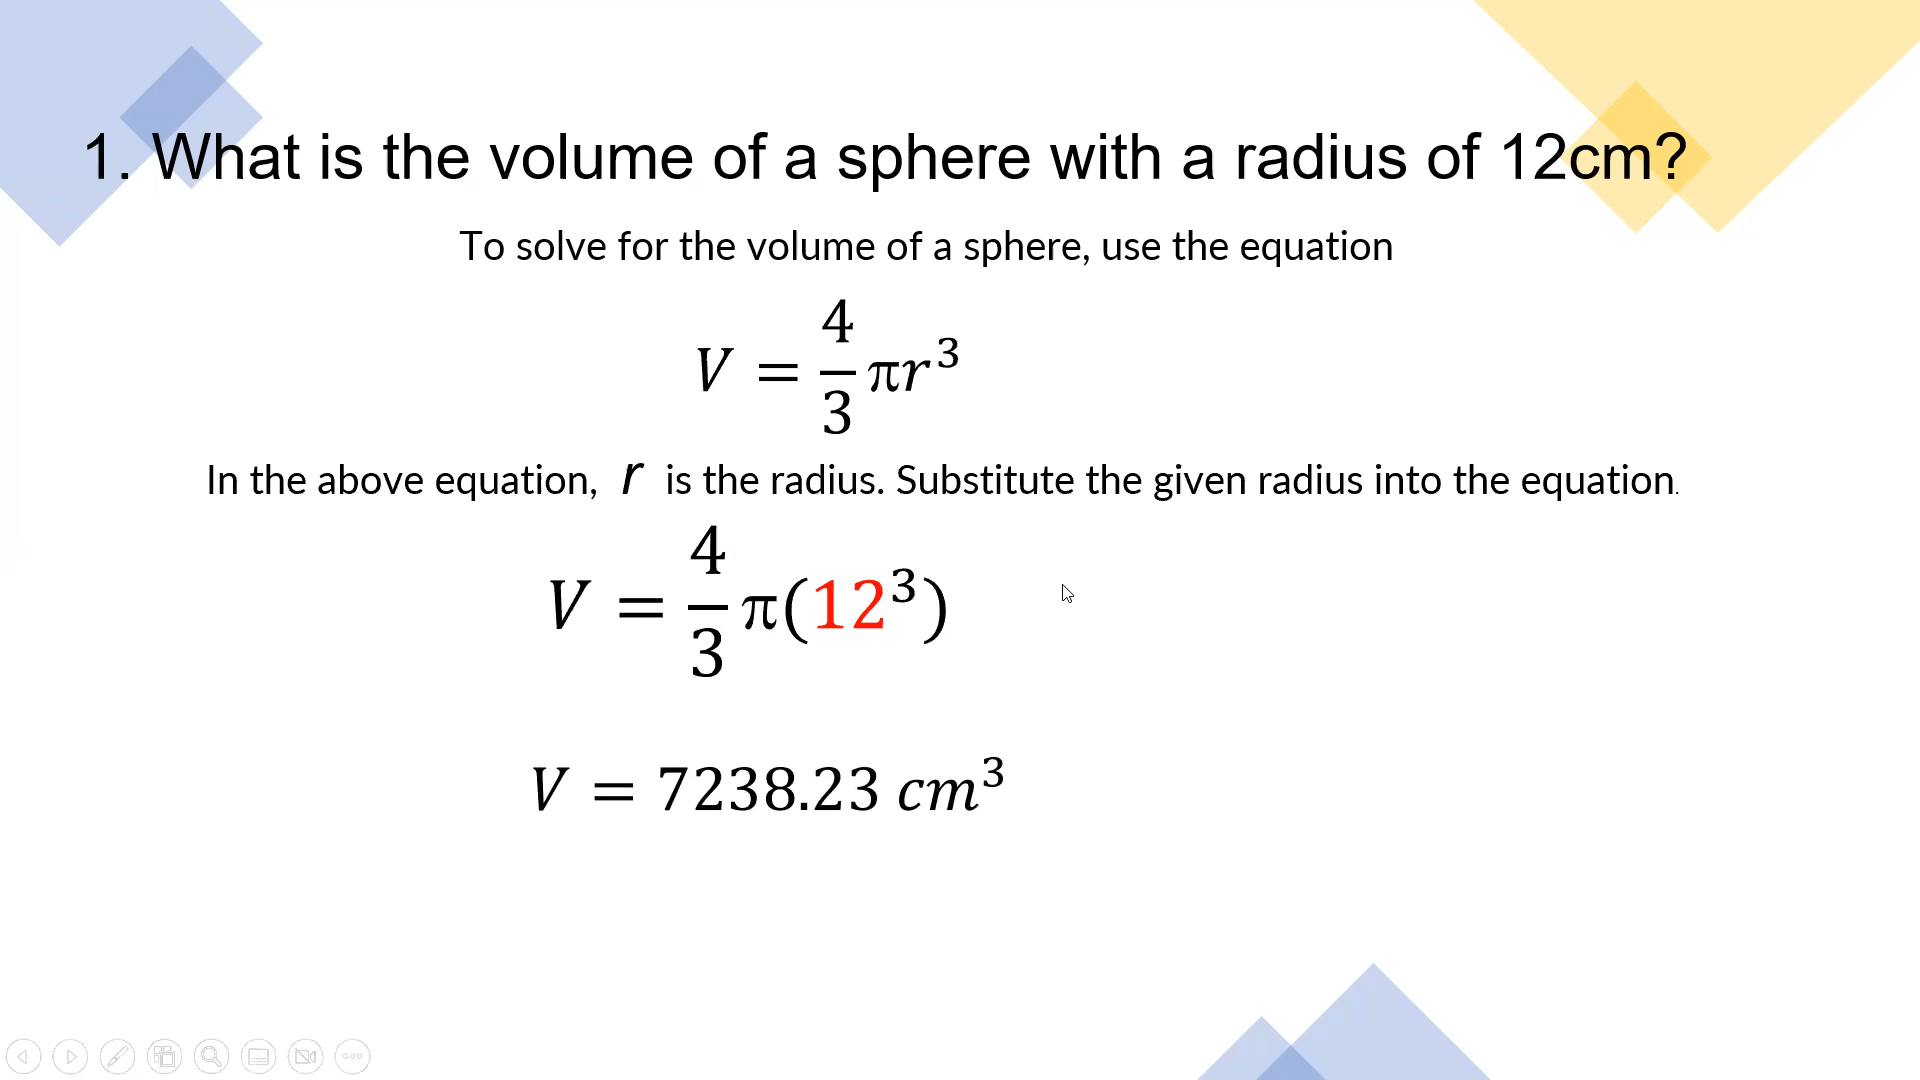 1. What is the volume of a sphere with a radius of 12cm?
To solve for the volume of a sphere, use the equation
V = 4/3 πr³
In the above equation, r is the radius. Substitute the given radius into the equation.
V = 4/3 π(12³)
V = 7238.23 cm³